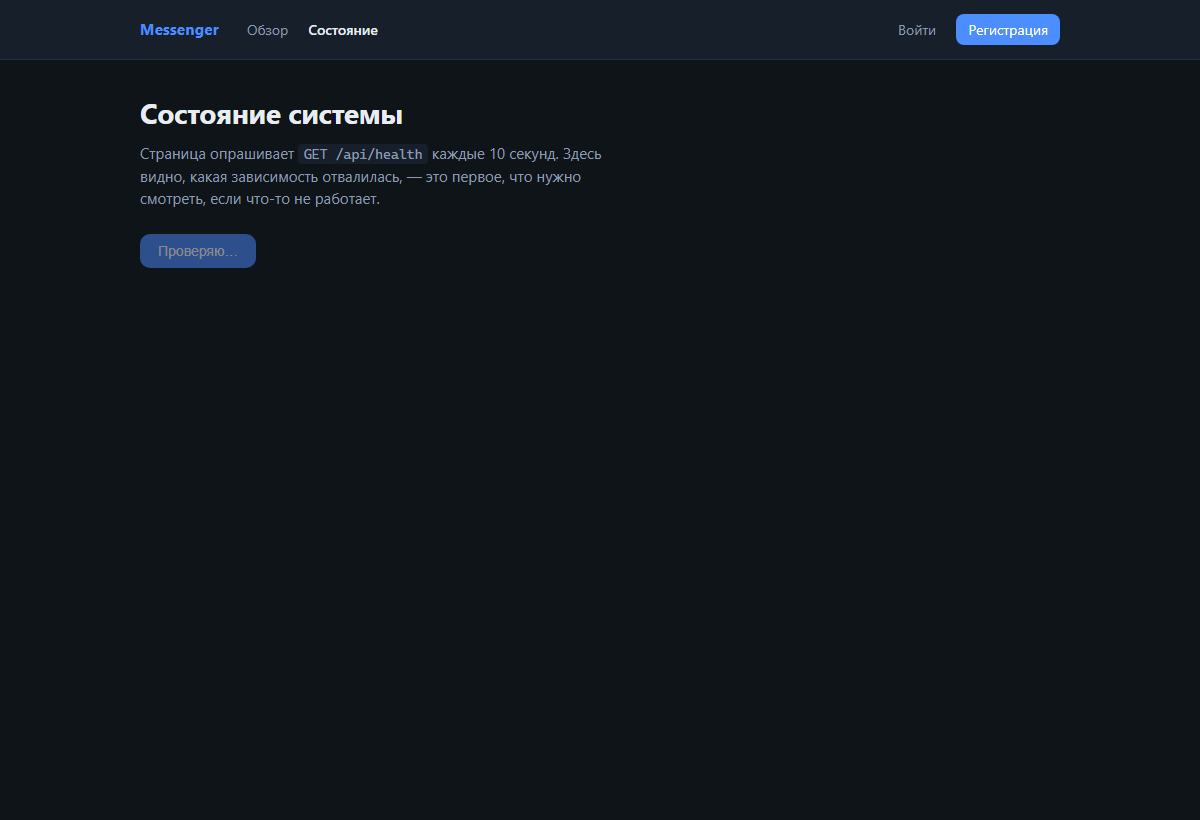 Messenger Обзор Состояние Войти Регистрация
Состояние системы
Страница опрашивает GET /api/health каждые 10 секунд. Здесь
видно, какая зависимость отвалилась, — это первое, что нужно
смотреть, если что-то не работает.
Проверяю...